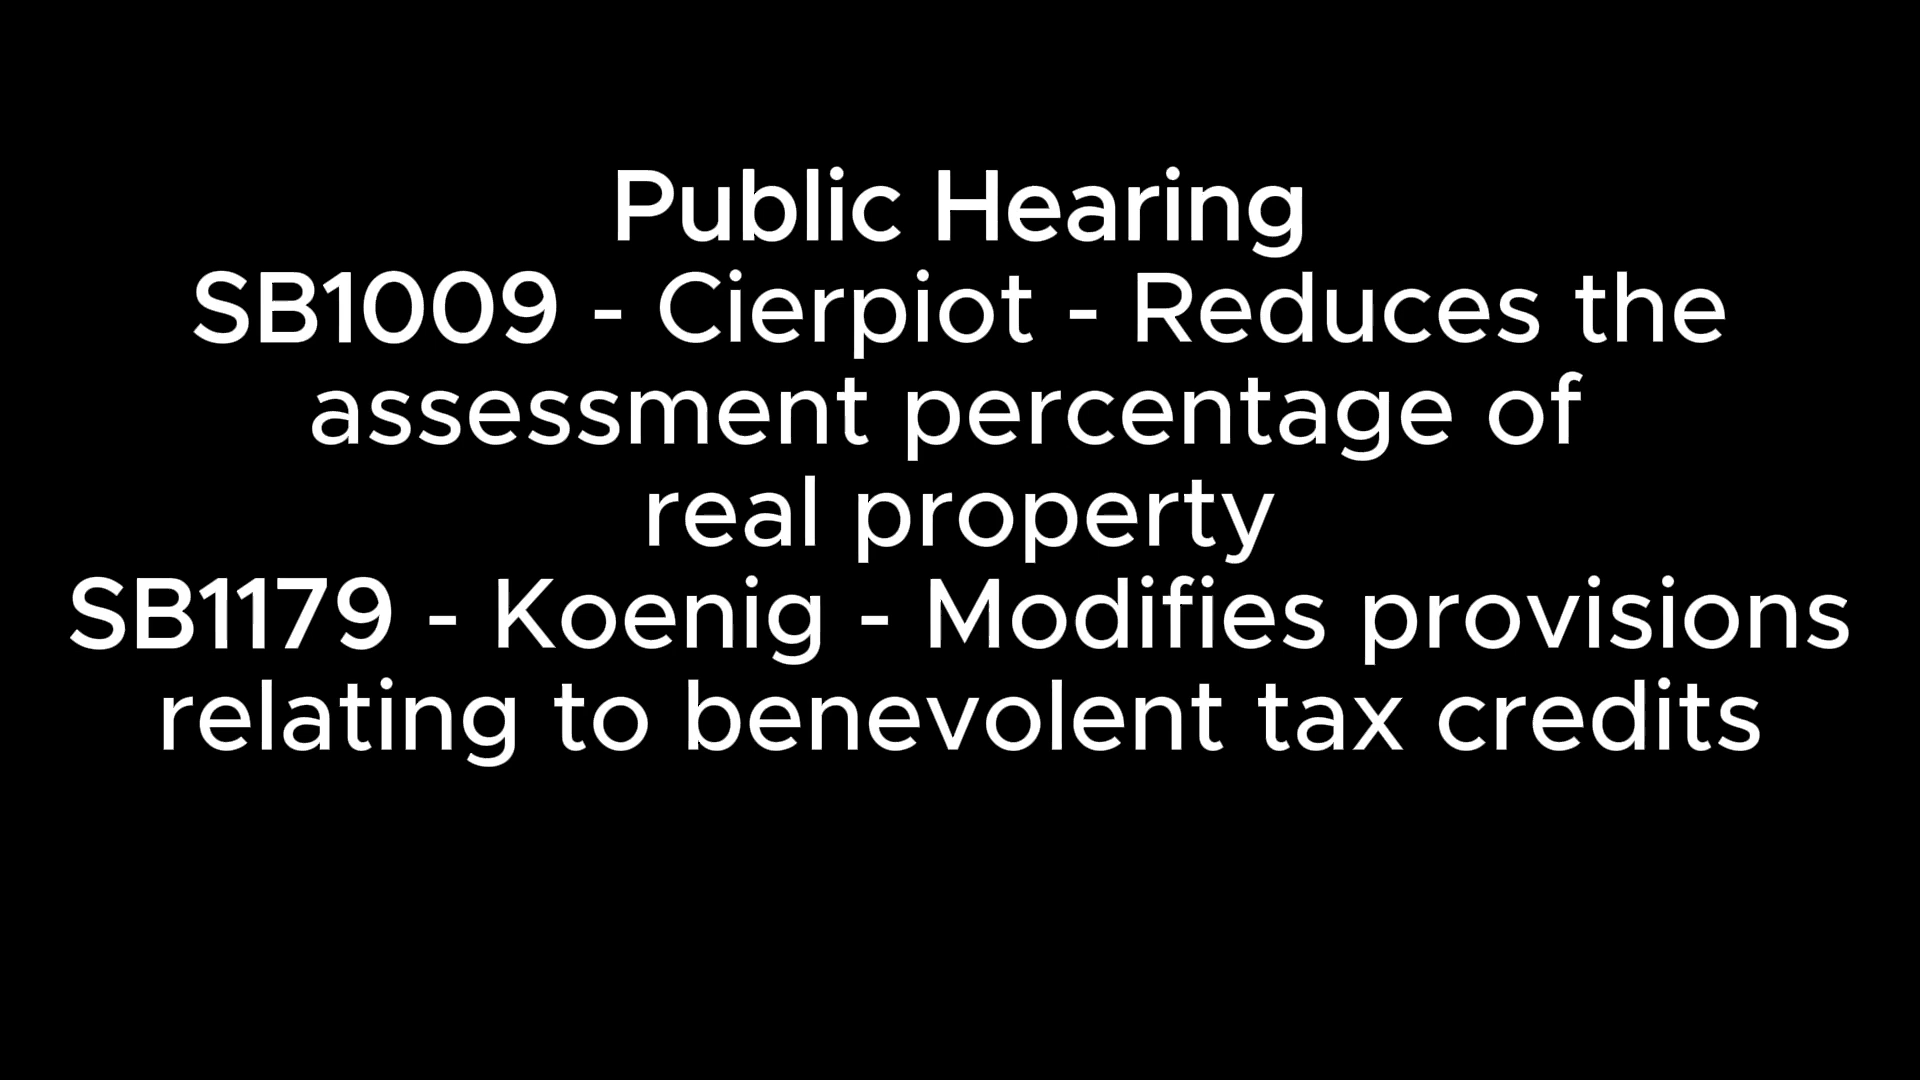 Public Hearing
SB1009 - Cierpiot - Reduces the
assessment percentage of
real property
SB1179 - Koenig - Modifies provisions
relating to benevolent tax credits